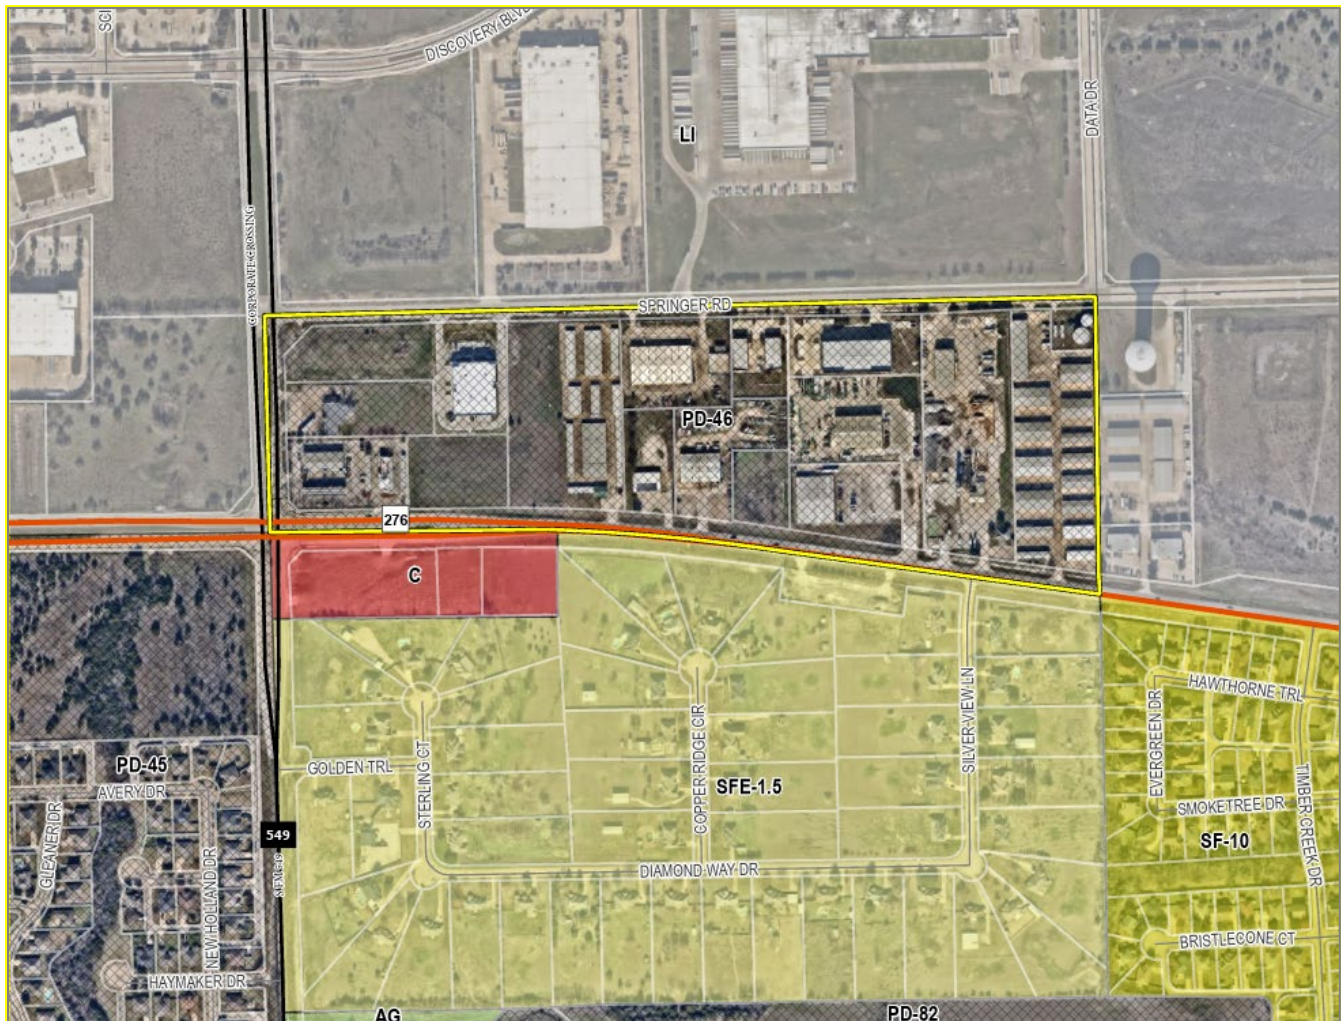 SCI
DISCOVERY BLVD
LI
DATA DR
CORPORATE CROSSING
SPRINGER RD
PD-46
276
C
HAWTHORNE TRL
EVERGREEN DR
SILVER VIEW LN
COPPER RIDGE CIR
STERLING CT
GOLDEN TRL
PD-45
AVERY DR
SFE-1.5
TIMBER CREEK DR
SMOKETREE DR
SF-10
GLEANER DR
549
NEW HOLLAND DR
DIAMOND WAY DR
BRISTLECONE CT
HAYMAKER DR
AG
PD-82